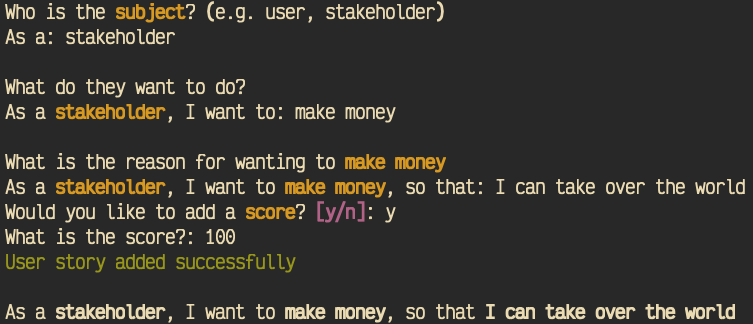 Who is the subject? (e.g. user, stakeholder)
As a: stakeholder
What do they want to do?
As a stakeholder, I want to: make money
What is the reason for wanting to make money
As a stakeholder, I want to make money, so that: I can take over the world
Would you like to add a score? [y/n]: y
What is the score?: 100
User story added successfully
As a stakeholder, I want to make money, so that I can take over the world